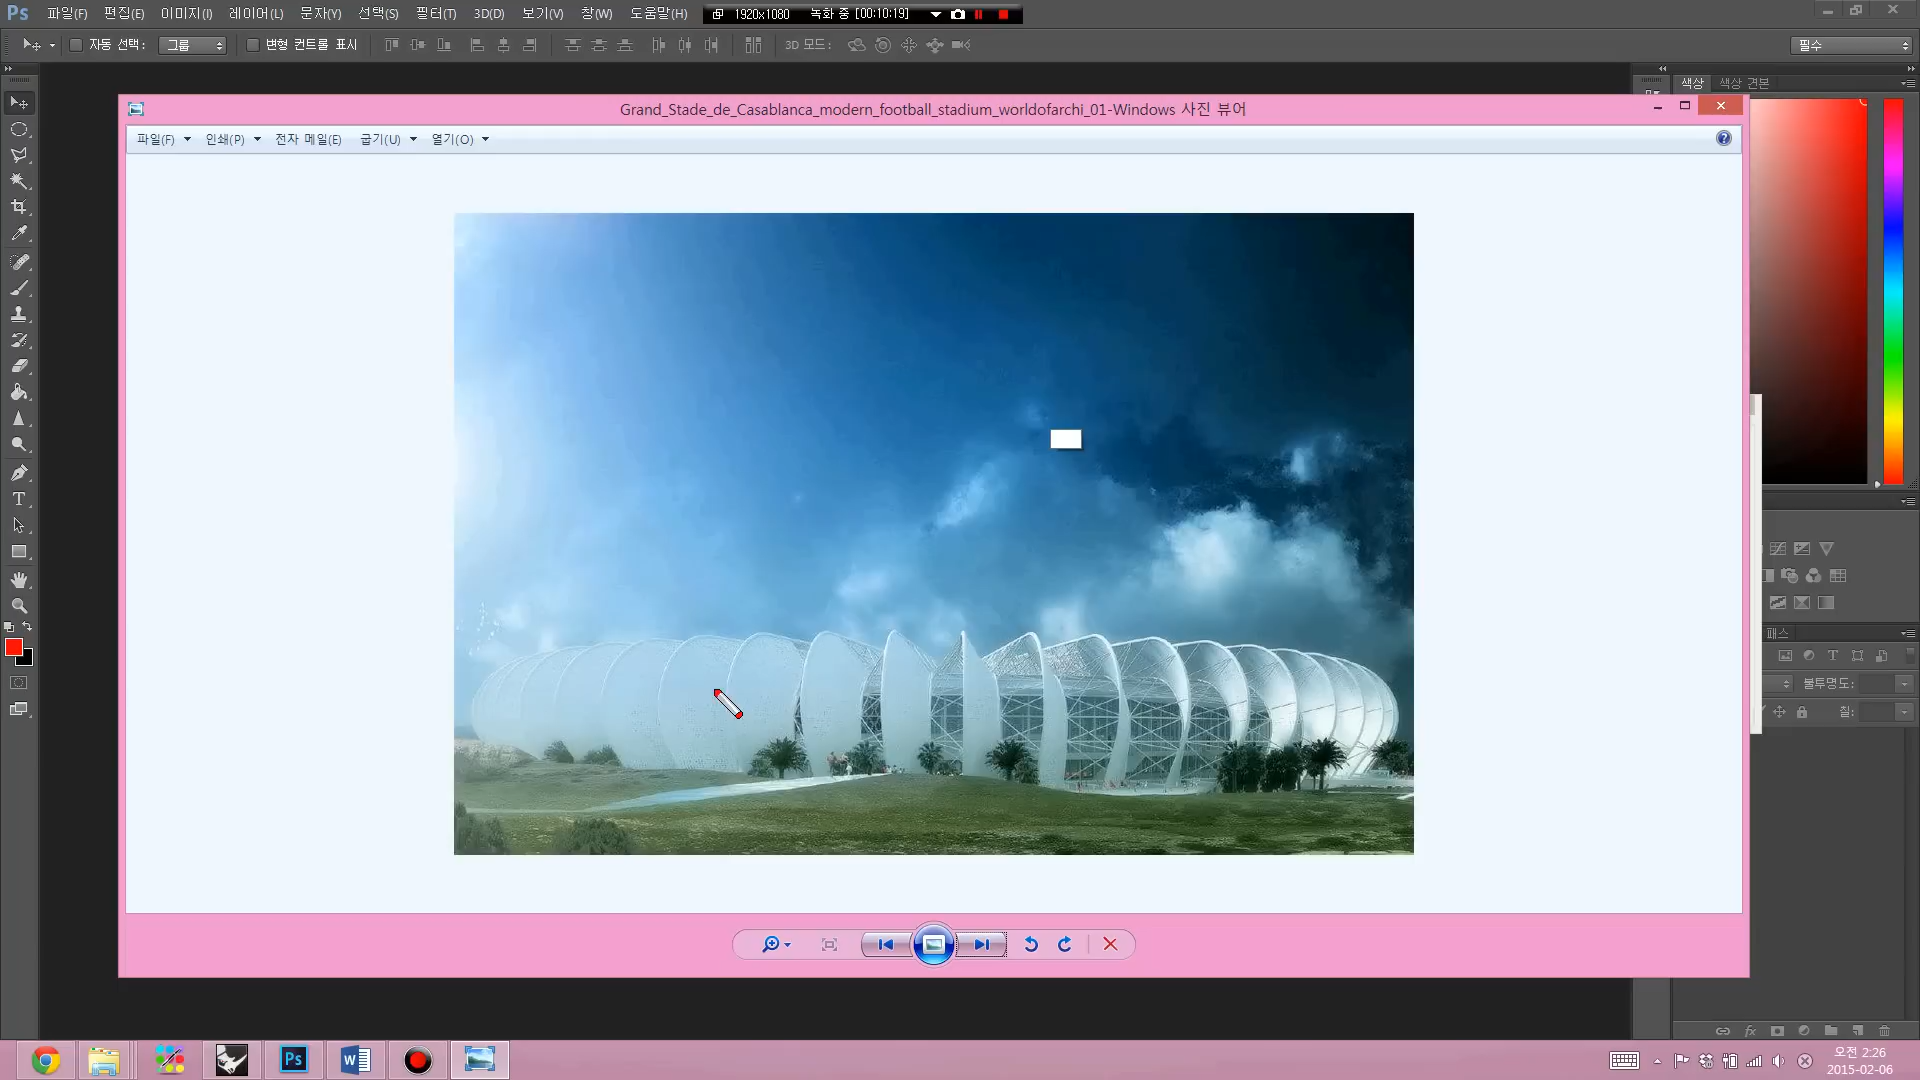 Ps 파일(F) 편집(E) 이미지(I) 레이어(L) 문자(Y) 선택(S) 필터(T) 3D(D) 보기(V) 창(W) 도움말(H) 1920x1080 녹화 중 [00:10:19]
자동 선택: 그룹 변형 컨트롤 표시 3D 모드: 필수
색상 색상 견본
Grand_Stade_de_Casablanca_modern_football_stadium_worldofarchi_01-Windows 사진 뷰어
파일(F) 인쇄(P) 전자 메일(E) 굽기(U) 열기(O)
패스
불투명도:
칠:
오전 2:26
2015-02-06